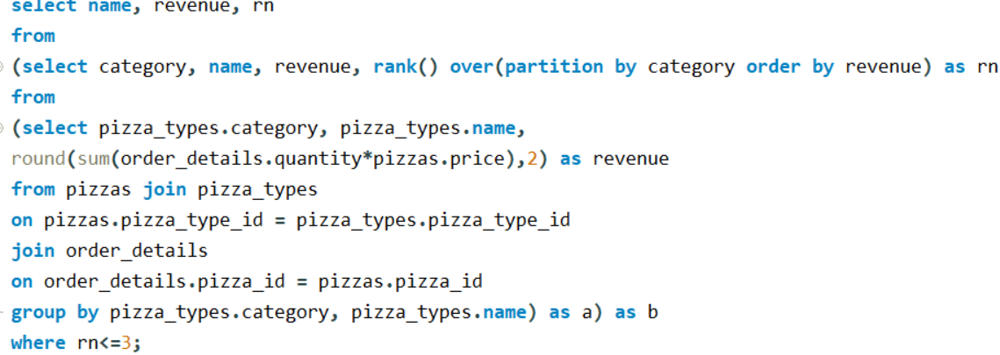 select name, revenue, rn
from
(select category, name, revenue, rank() over(partition by category order by revenue) as rn
from
(select pizza_types.category, pizza_types.name,
round(sum(order_details.quantity*pizzas.price),2) as revenue
from pizzas join pizza_types
on pizzas.pizza_type_id = pizza_types.pizza_type_id
join order_details
on order_details.pizza_id = pizzas.pizza_id
group by pizza_types.category, pizza_types.name) as a) as b
where rn<=3;